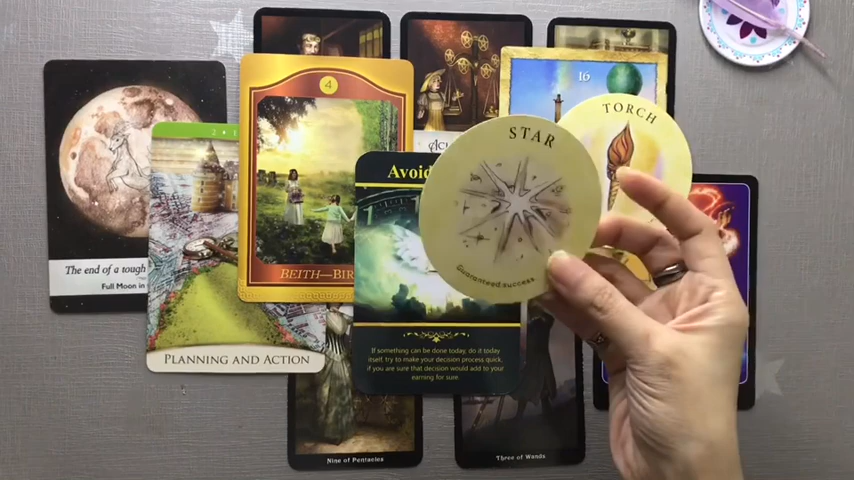 16
TORCH
STAR
Guaranteed success
4
BEITH—BIR
Avoid
If something can be done today, do it today
itself, try to make your decision process quick,
if you are sure that decision would add to your
earning for sure.
The end of a tough
Full Moon in
PLANNING AND ACTION
Nine of Pentacles
Three of Wands